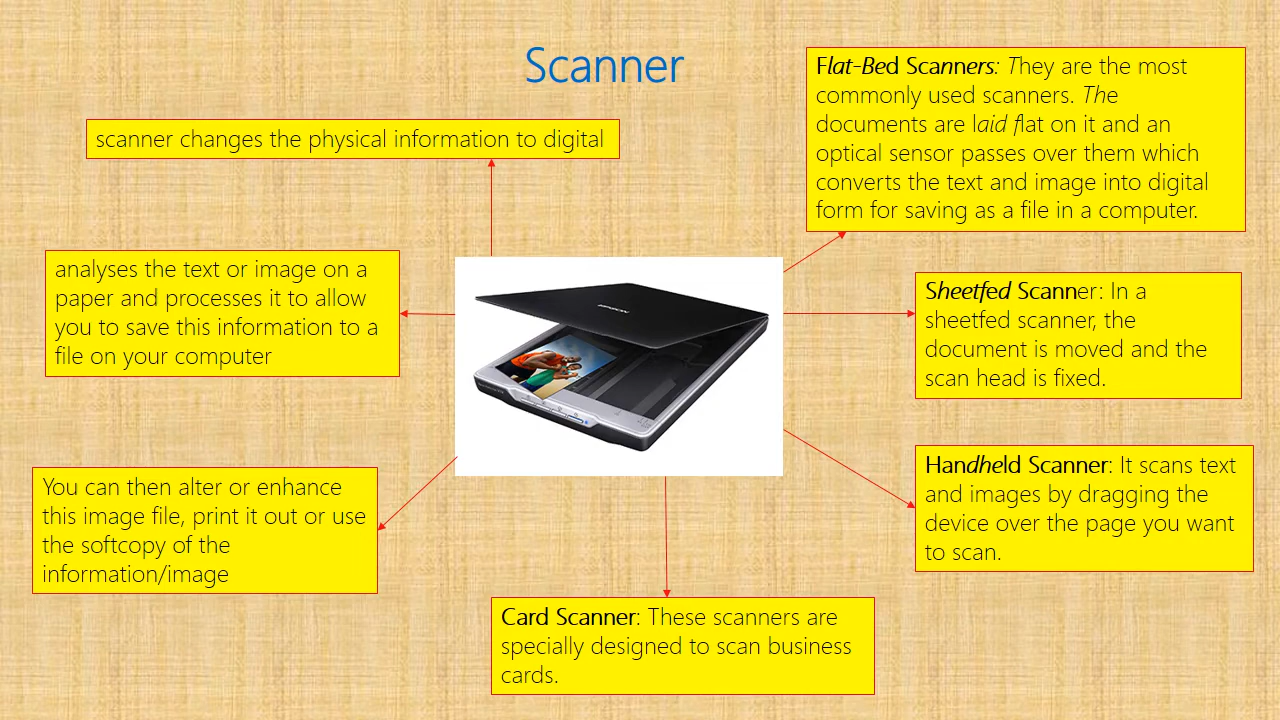 Scanner
scanner changes the physical information to digital
analyses the text or image on a
paper and processes it to allow
you to save this information to a
file on your computer
You can then alter or enhance
this image file, print it out or use
the softcopy of the
information/image
Flat-Bed Scanners: They are the most
commonly used scanners. The
documents are laid flat on it and an
optical sensor passes over them which
converts the text and image into digital
form for saving as a file in a computer.
Sheetfed Scanner: In a
sheetfed scanner, the
document is moved and the
scan head is fixed.
Handheld Scanner: It scans text
and images by dragging the
device over the page you want
to scan.
Card Scanner: These scanners are
specially designed to scan business
cards.